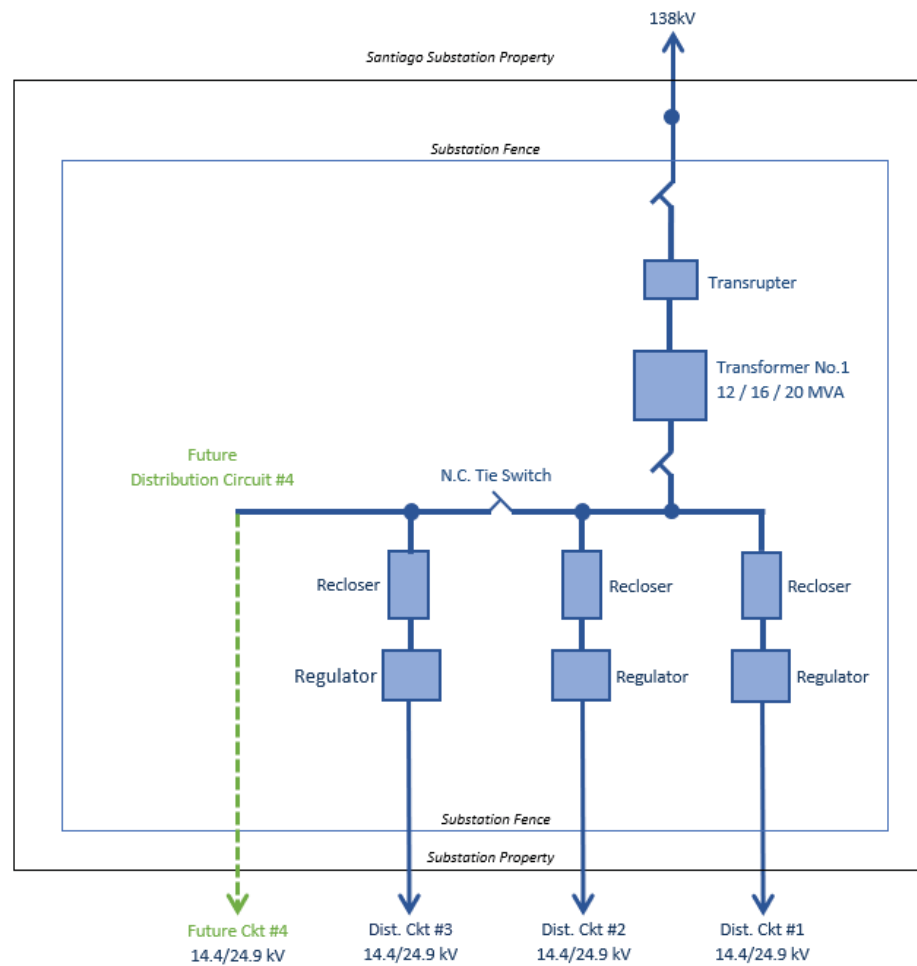 138kV
Santiago Substation Property
Substation Fence
Transrupter
Transformer No.1
12 / 16 / 20 MVA
Future
Distribution Circuit #4
N.C. Tie Switch
Recloser
Recloser
Recloser
Regulator
Regulator
Regulator
Substation Fence
Substation Property
Future Ckt #4
14.4/24.9 kV
Dist. Ckt #3
14.4/24.9 kV
Dist. Ckt #2
14.4/24.9 kV
Dist. Ckt #1
14.4/24.9 kV